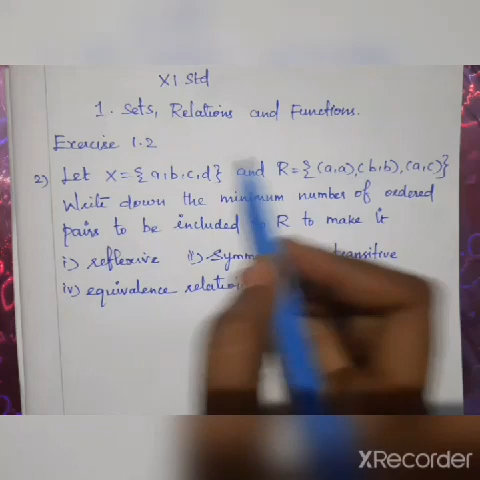 XI Std
1. Sets, Relations and Functions.
Exercise 1.2
2) Let X = {a,b,c,d} and R = {(a,a),(b,b),(a,c)}
Write down the minimum number of ordered
pairs to be included R to make it
i) reflexive ii) Symm transitive
iv) equivalence relation
XRecorder